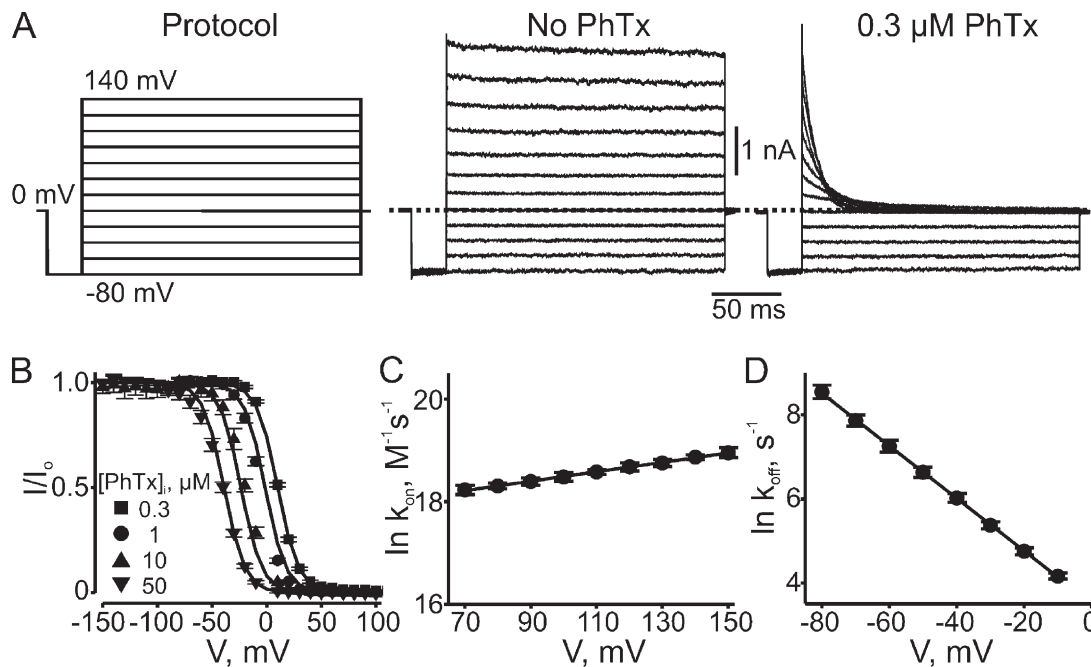 A Protocol No PhTx 0.3 µM PhTx
140 mV
1 nA
0 mV
-80 mV
50 ms
B C D
1.0
0.5
0
I/Io
[PhTx]i, µM
0.3
1
10
50
-150 -100 -50 0 50 100
V, mV
20
18
16
ln kon, M-1s-1
70 90 110 130 150
V, mV
8
6
4
ln koff, s-1
-80 -60 -40 -20 0
V, mV